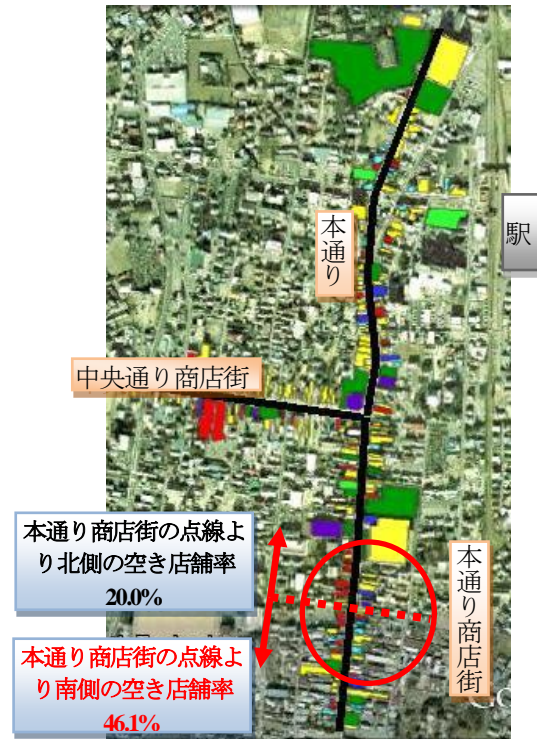 駅
本通り
中央通り商店街
本通り商店街の点線よ
り北側の空き店舗率
20.0%
本通り商店街
本通り商店街の点線よ
り南側の空き店舗率
46.1%
Go